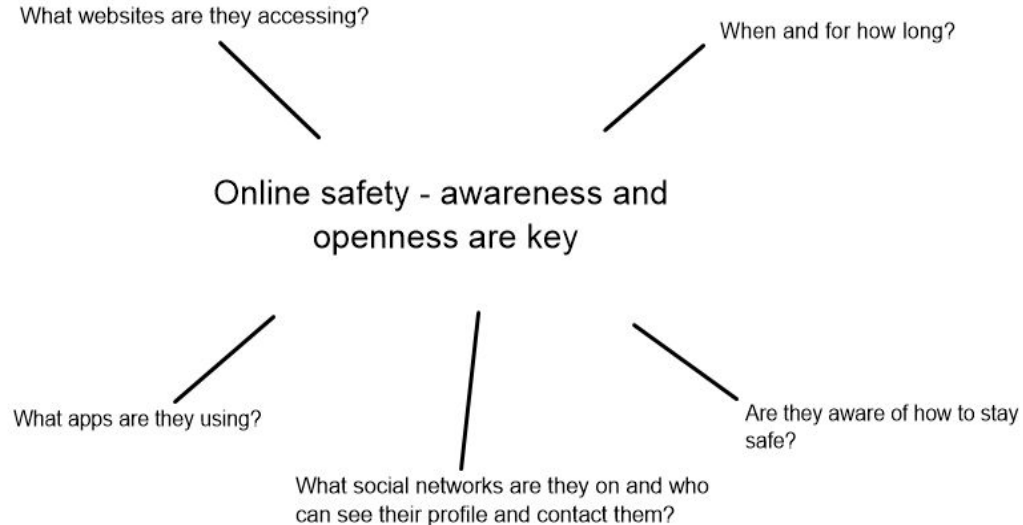 What websites are they accessing?
When and for how long?
Online safety - awareness and
openness are key
What apps are they using?
Are they aware of how to stay
safe?
What social networks are they on and who
can see their profile and contact them?